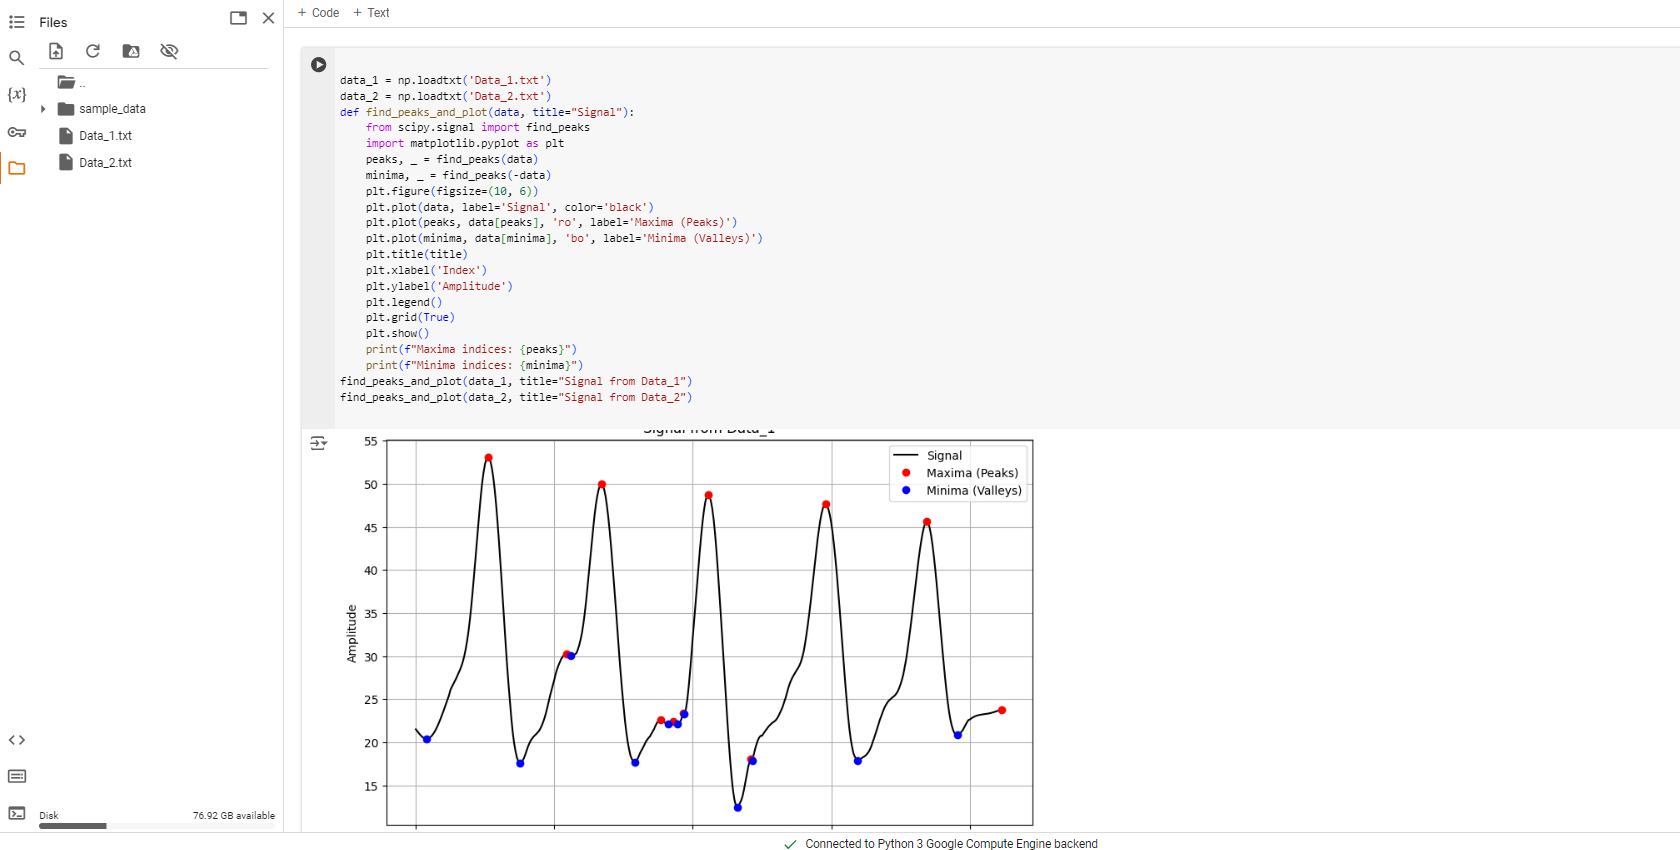 Files
..
sample_data
Data_1.txt
Data_2.txt
{x}
Disk
76.92 GB available
+ Code + Text
data_1 = np.loadtxt('Data_1.txt')
data_2 = np.loadtxt('Data_2.txt')
def find_peaks_and_plot(data, title="Signal"):
    from scipy.signal import find_peaks
    import matplotlib.pyplot as plt
    peaks, _ = find_peaks(data)
    minima, _ = find_peaks(-data)
    plt.figure(figsize=(10, 6))
    plt.plot(data, label='Signal', color='black')
    plt.plot(peaks, data[peaks], 'ro', label='Maxima (Peaks)')
    plt.plot(minima, data[minima], 'bo', label='Minima (Valleys)')
    plt.title(title)
    plt.xlabel('Index')
    plt.ylabel('Amplitude')
    plt.legend()
    plt.grid(True)
    plt.show()
    print(f"Maxima indices: {peaks}")
    print(f"Minima indices: {minima}")
find_peaks_and_plot(data_1, title="Signal from Data_1")
find_peaks_and_plot(data_2, title="Signal from Data_2")
Signal from Data_1
Signal
Maxima (Peaks)
Minima (Valleys)
Amplitude
55
50
45
40
35
30
25
20
15
Connected to Python 3 Google Compute Engine backend